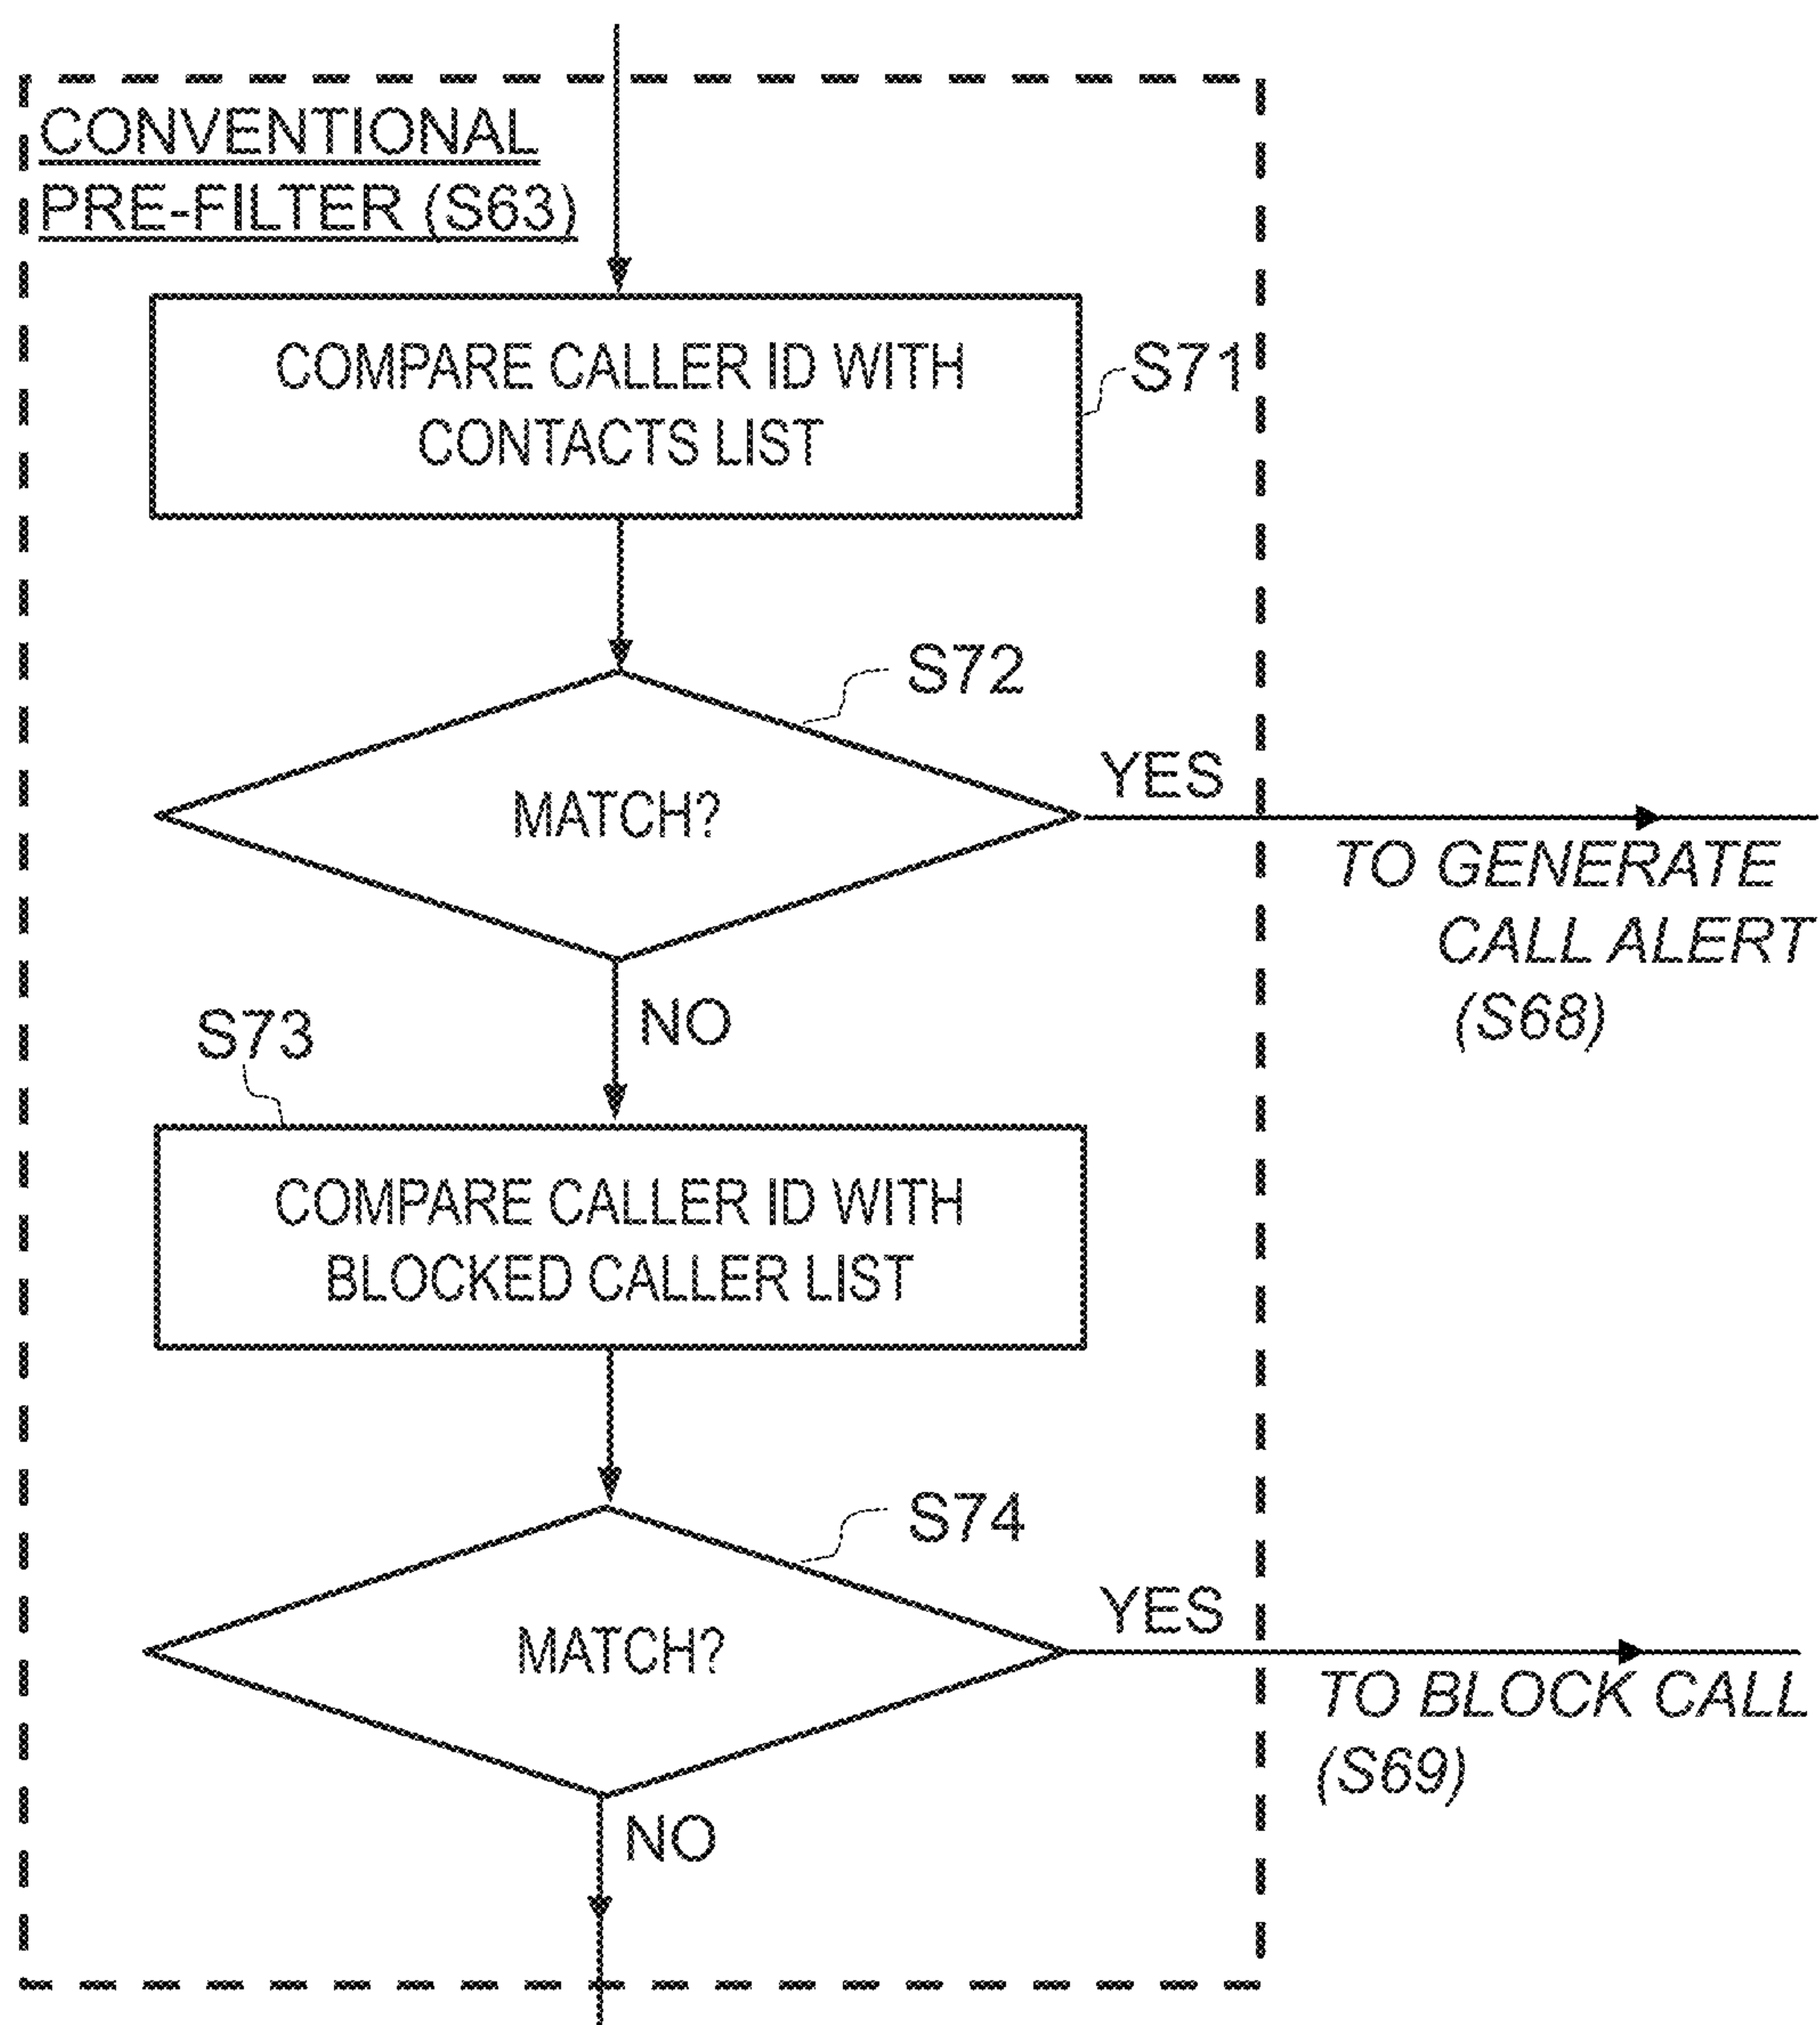 CONVENTIONAL
PRE-FILTER (S63)
COMPARE CALLER ID WITH
CONTACTS LIST
S71
S72
MATCH?
YES
TO GENERATE
CALL ALERT
(S68)
NO
S73
COMPARE CALLER ID WITH
BLOCKED CALLER LIST
S74
MATCH?
YES
TO BLOCK CALL
(S69)
NO